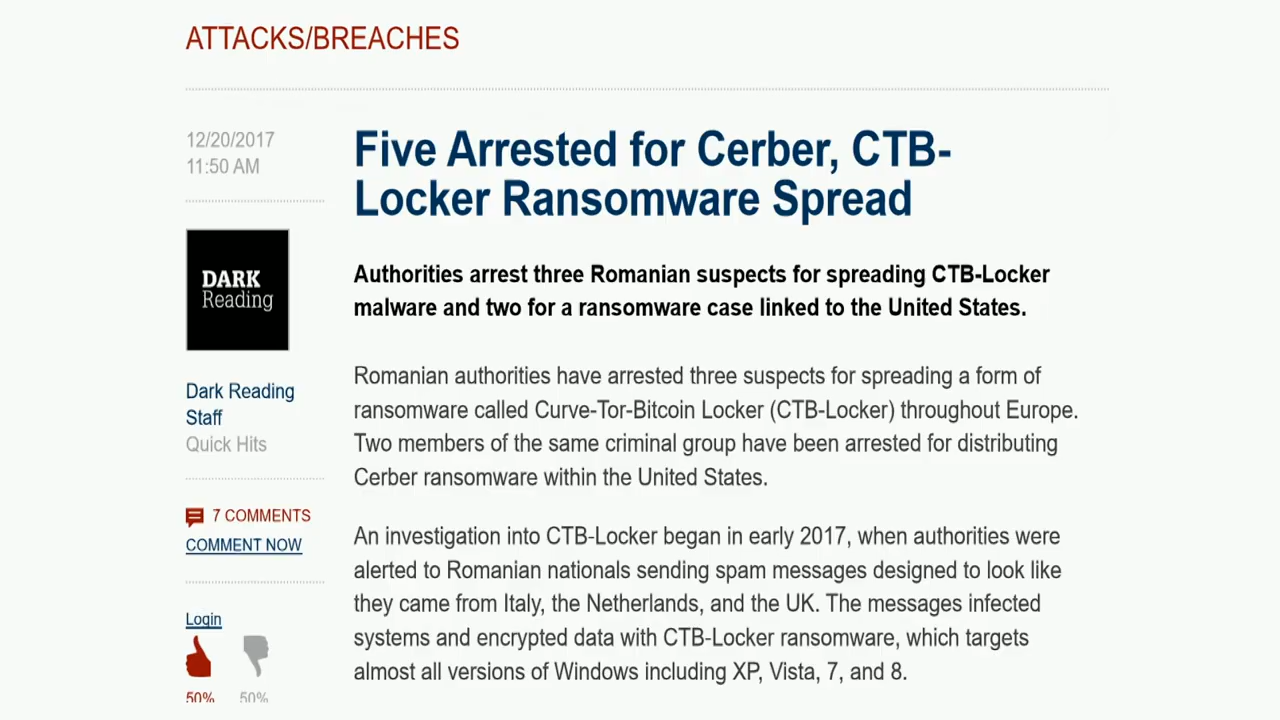 ATTACKS/BREACHES
12/20/2017
11:50 AM
DARK
Reading
Dark Reading
Staff
Quick Hits
7 COMMENTS
COMMENT NOW
Login
50%
50%
Five Arrested for Cerber, CTB-
Locker Ransomware Spread
Authorities arrest three Romanian suspects for spreading CTB-Locker
malware and two for a ransomware case linked to the United States.
Romanian authorities have arrested three suspects for spreading a form of
ransomware called Curve-Tor-Bitcoin Locker (CTB-Locker) throughout Europe.
Two members of the same criminal group have been arrested for distributing
Cerber ransomware within the United States.
An investigation into CTB-Locker began in early 2017, when authorities were
alerted to Romanian nationals sending spam messages designed to look like
they came from Italy, the Netherlands, and the UK. The messages infected
systems and encrypted data with CTB-Locker ransomware, which targets
almost all versions of Windows including XP, Vista, 7, and 8.